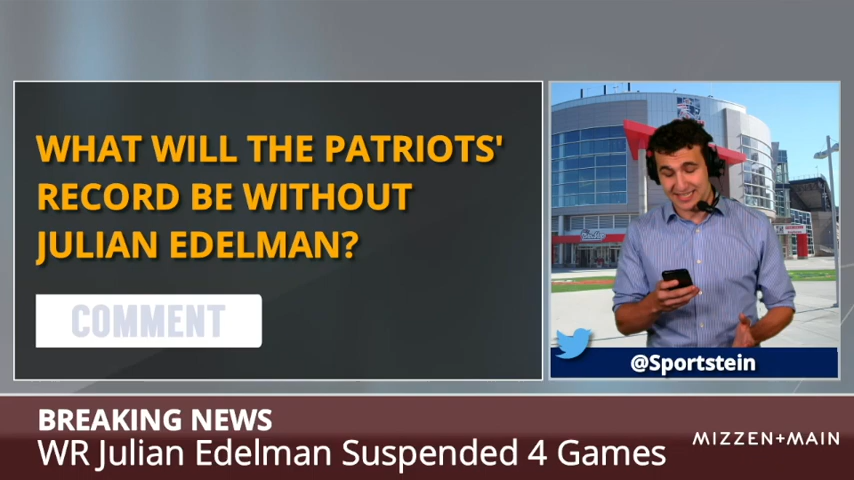 WHAT WILL THE PATRIOTS'
RECORD BE WITHOUT
JULIAN EDELMAN?
COMMENT
@Sportstein
BREAKING NEWS
WR Julian Edelman Suspended 4 Games
MIZZEN+MAIN